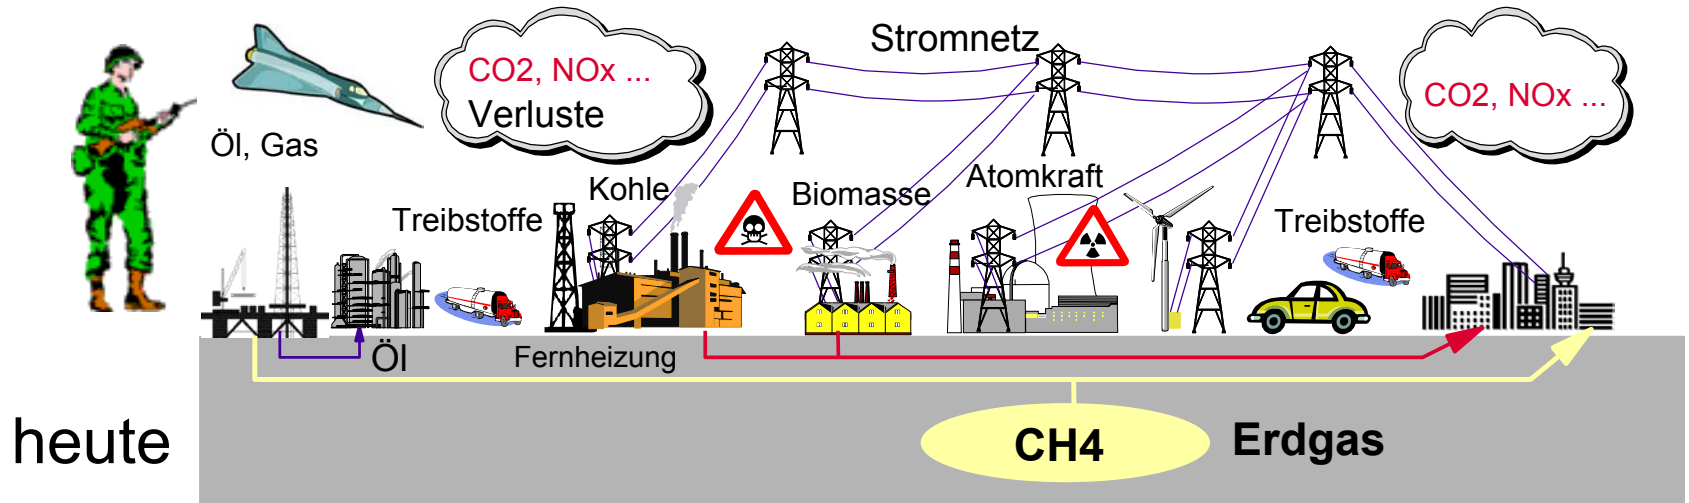 Stromnetz
CO2, NOx ...
Verluste
CO2, NOx ...
Öl, Gas
Kohle
Biomasse
Atomkraft
Treibstoffe
Treibstoffe
Öl
Fernheizung
heute
CH4
Erdgas